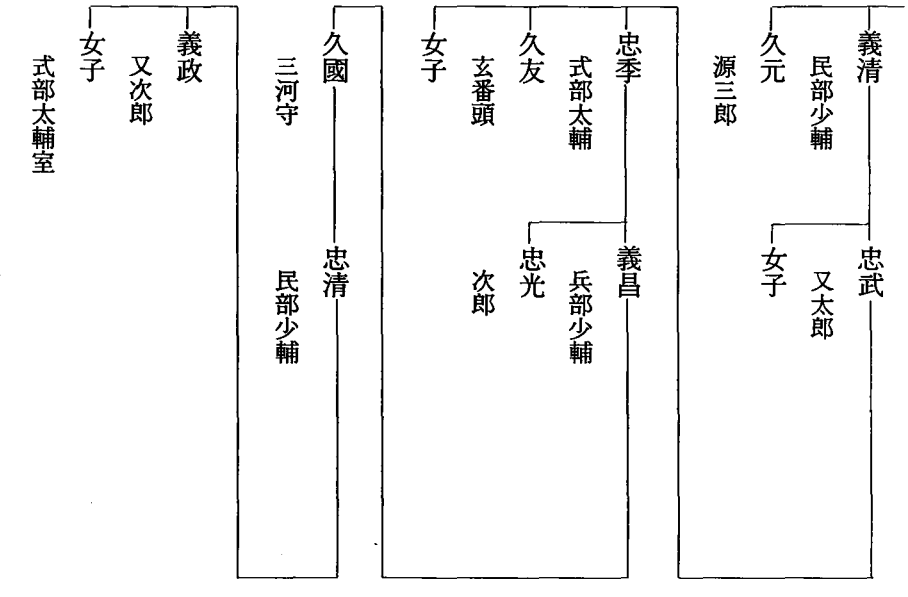 義清
民部少輔
久元
源三郎
忠武
又太郎
女子
忠季
式部太輔
久友
玄番頭
女子
義昌
兵部少輔
忠光
次郎
久國
三河守
忠清
民部少輔
義政
又次郎
女子
式部太輔室